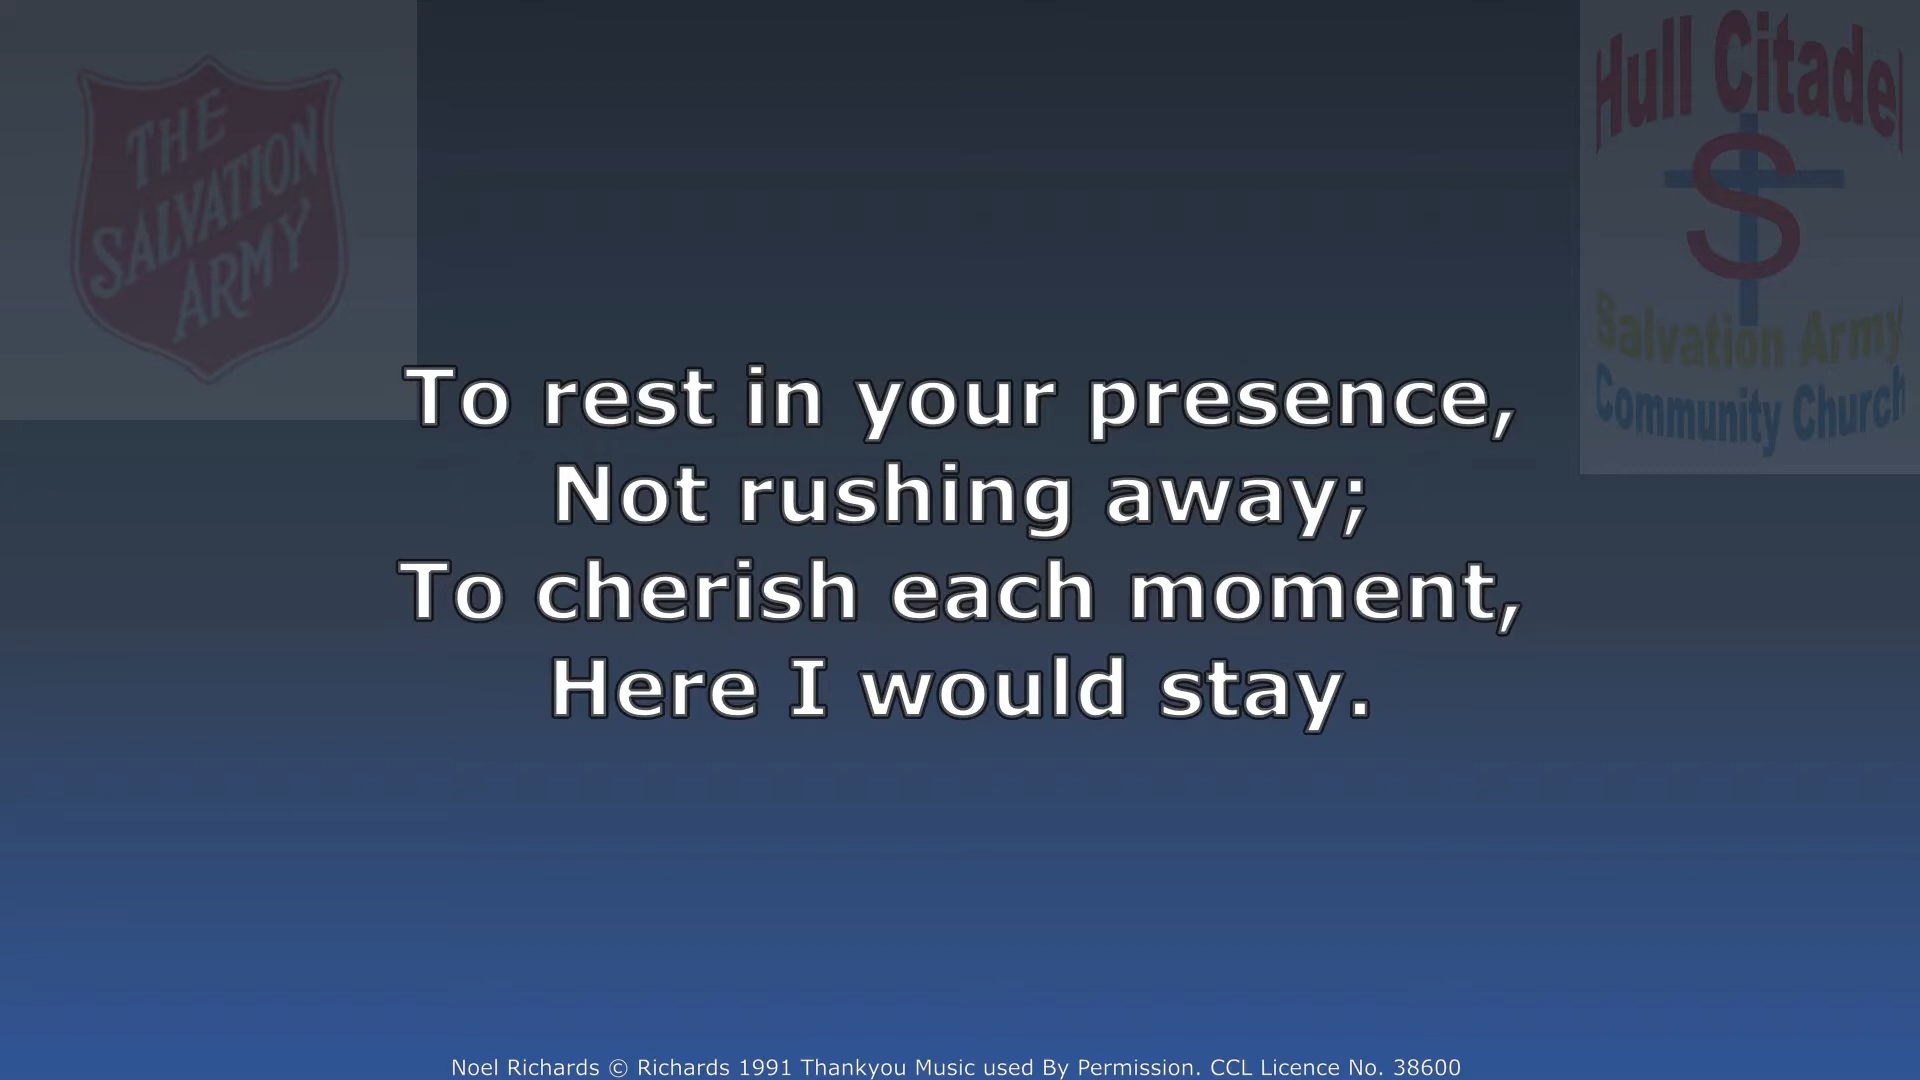 THE
SALVATION
ARMY
Hull Citadel
S
Salvation Army
Community Church
To rest in your presence,
Not rushing away;
To cherish each moment,
Here I would stay.
Noel Richards © Richards 1991 Thankyou Music used By Permission. CCL Licence No. 38600